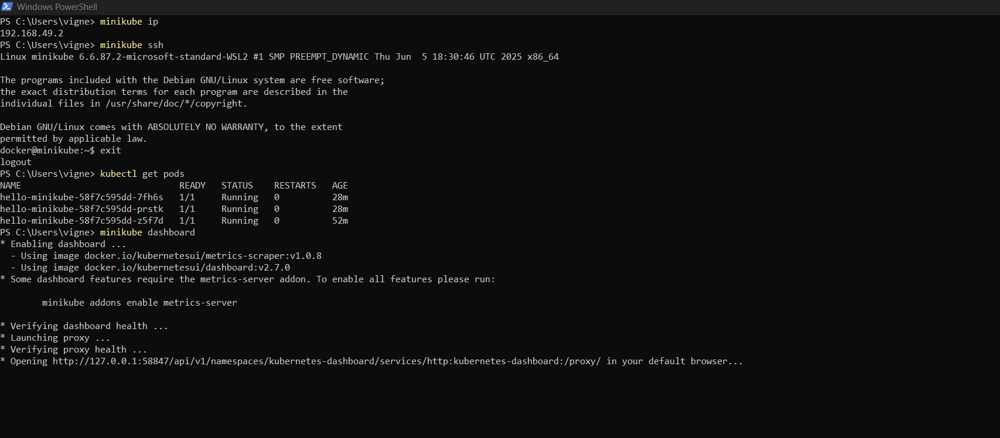 Windows PowerShell
PS C:\Users\vigne> minikube ip
192.168.49.2
PS C:\Users\vigne> minikube ssh
Linux minikube 6.6.87.2-microsoft-standard-WSL2 #1 SMP PREEMPT_DYNAMIC Thu Jun  5 18:30:46 UTC 2025 x86_64

The programs included with the Debian GNU/Linux system are free software;
the exact distribution terms for each program are described in the
individual files in /usr/share/doc/*/copyright.

Debian GNU/Linux comes with ABSOLUTELY NO WARRANTY, to the extent
permitted by applicable law.
docker@minikube:~$ exit
logout
PS C:\Users\vigne> kubectl get pods
NAME                              READY   STATUS    RESTARTS   AGE
hello-minikube-58f7c595dd-7fh6s   1/1     Running   0          28m
hello-minikube-58f7c595dd-prstk   1/1     Running   0          28m
hello-minikube-58f7c595dd-z5f7d   1/1     Running   0          52m
PS C:\Users\vigne> minikube dashboard
* Enabling dashboard ...
  - Using image docker.io/kubernetesui/metrics-scraper:v1.0.8
  - Using image docker.io/kubernetesui/dashboard:v2.7.0
* Some dashboard features require the metrics-server addon. To enable all features please run:

        minikube addons enable metrics-server

* Verifying dashboard health ...
* Launching proxy ...
* Verifying proxy health ...
* Opening http://127.0.0.1:58847/api/v1/namespaces/kubernetes-dashboard/services/http:kubernetes-dashboard:/proxy/ in your default browser...